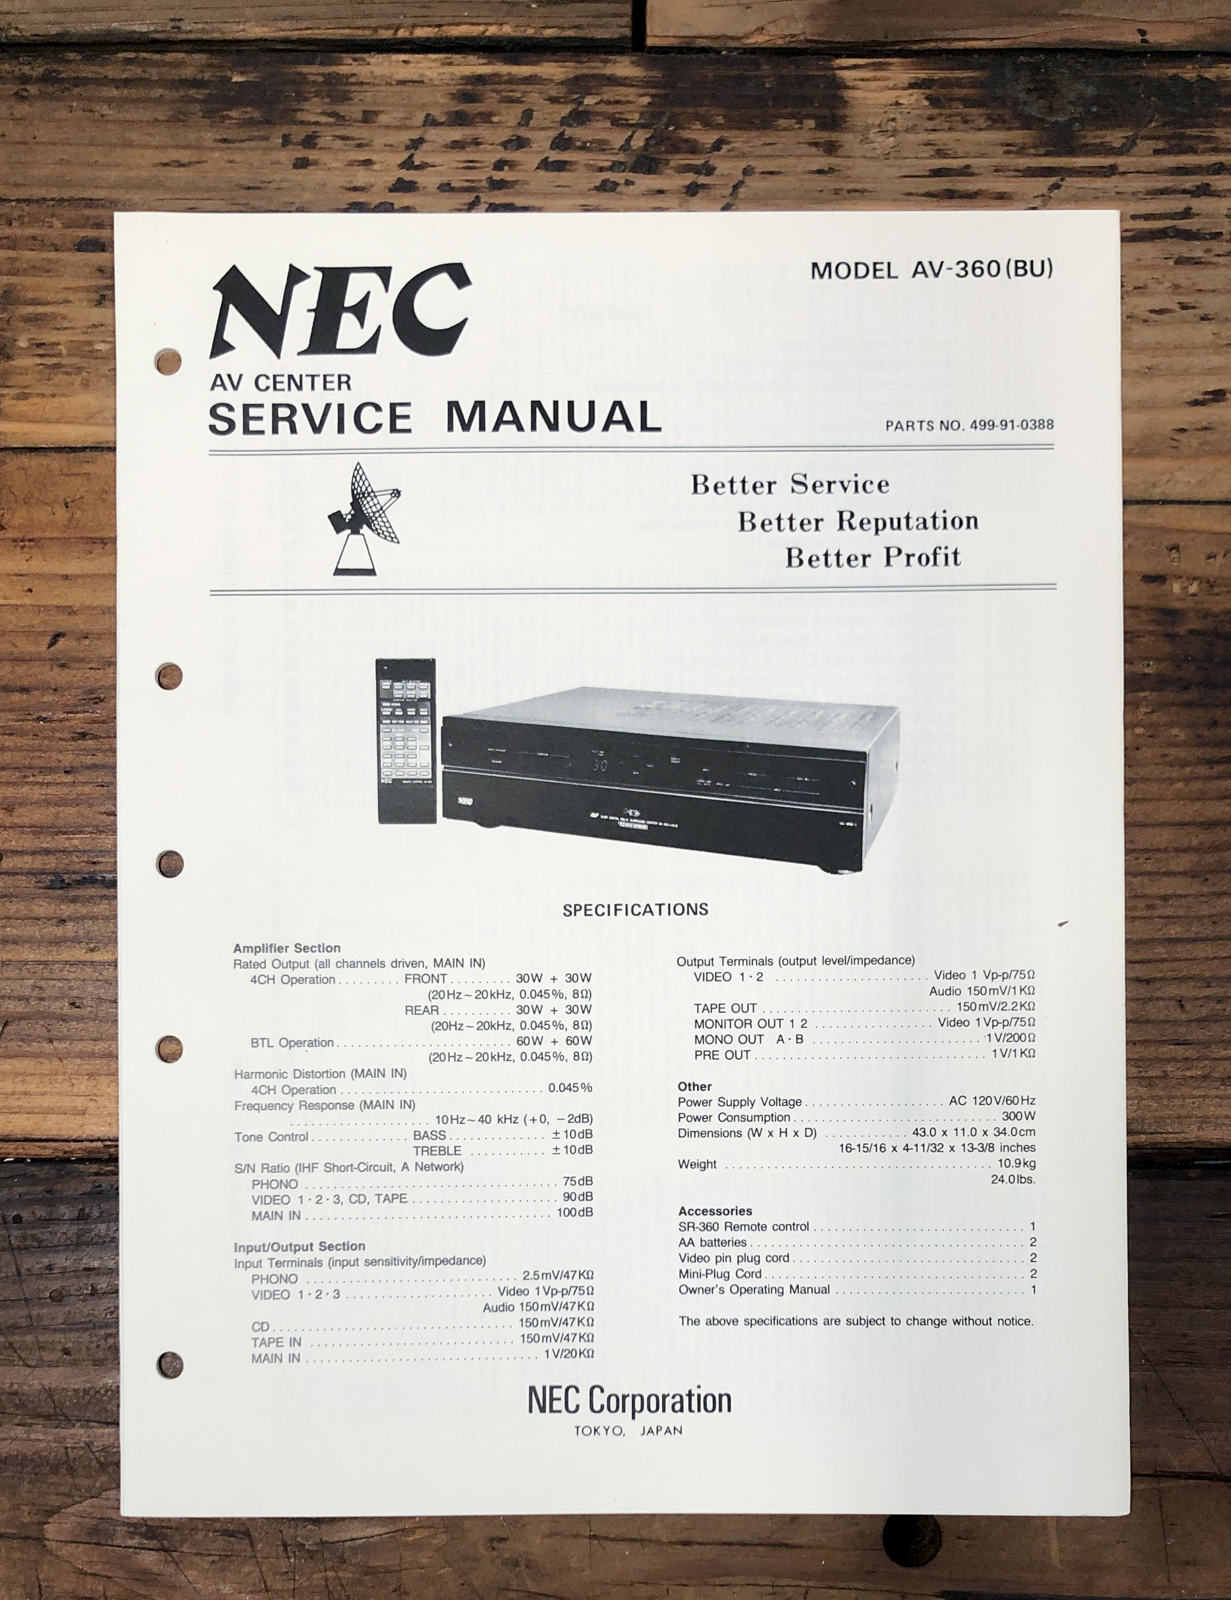 NEC
MODEL AV-360(BU)
AV CENTER
SERVICE MANUAL
PARTS NO. 499-91-0388
Better Service
Better Reputation
Better Profit
30
NEC
NEC
SPECIFICATIONS
Amplifier Section
Rated Output (all channels driven, MAIN IN)
4CH Operation ......... FRONT ......... 30W + 30W
(20Hz~20kHz, 0.045%, 8Ω)
REAR .......... 30W + 30W
(20Hz~20kHz, 0.045%, 8Ω)
BTL Operation .......................... 60W + 60W
(20Hz~20kHz, 0.045%, 8Ω)
Harmonic Distortion (MAIN IN)
4CH Operation ............................. 0.045%
Frequency Response (MAIN IN)
.................... 10Hz~40 kHz (+0, −2dB)
Tone Control .............. BASS .............. ±10dB
TREBLE ........... ±10dB
S/N Ratio (IHF Short-Circuit, A Network)
PHONO .................................... 75dB
VIDEO 1·2·3, CD, TAPE ..................... 90dB
MAIN IN ................................... 100dB
Input/Output Section
Input Terminals (input sensitivity/impedance)
PHONO .............................. 2.5mV/47KΩ
VIDEO 1·2·3 ..................... Video 1Vp-p/75Ω
Audio 150mV/47KΩ
CD .................................. 150mV/47KΩ
TAPE IN ............................. 150mV/47KΩ
MAIN IN ................................. 1V/20KΩ
Output Terminals (output level/impedance)
VIDEO 1·2 ...................... Video 1 Vp-p/75Ω
Audio 150mV/1KΩ
TAPE OUT ........................... 150mV/2.2KΩ
MONITOR OUT 1 2 ................. Video 1Vp-p/75Ω
MONO OUT A·B ......................... 1V/200Ω
PRE OUT .................................. 1V/1KΩ
Other
Power Supply Voltage .................. AC 120V/60Hz
Power Consumption ............................ 300W
Dimensions (W x H x D) ........... 43.0 x 11.0 x 34.0cm
16-15/16 x 4-11/32 x 13-3/8 inches
Weight ..................................... 10.9kg
24.0lbs.
Accessories
SR-360 Remote control ............................ 1
AA batteries ..................................... 2
Video pin plug cord .............................. 2
Mini-Plug Cord ................................... 2
Owner's Operating Manual ......................... 1
The above specifications are subject to change without notice.
NEC Corporation
TOKYO, JAPAN